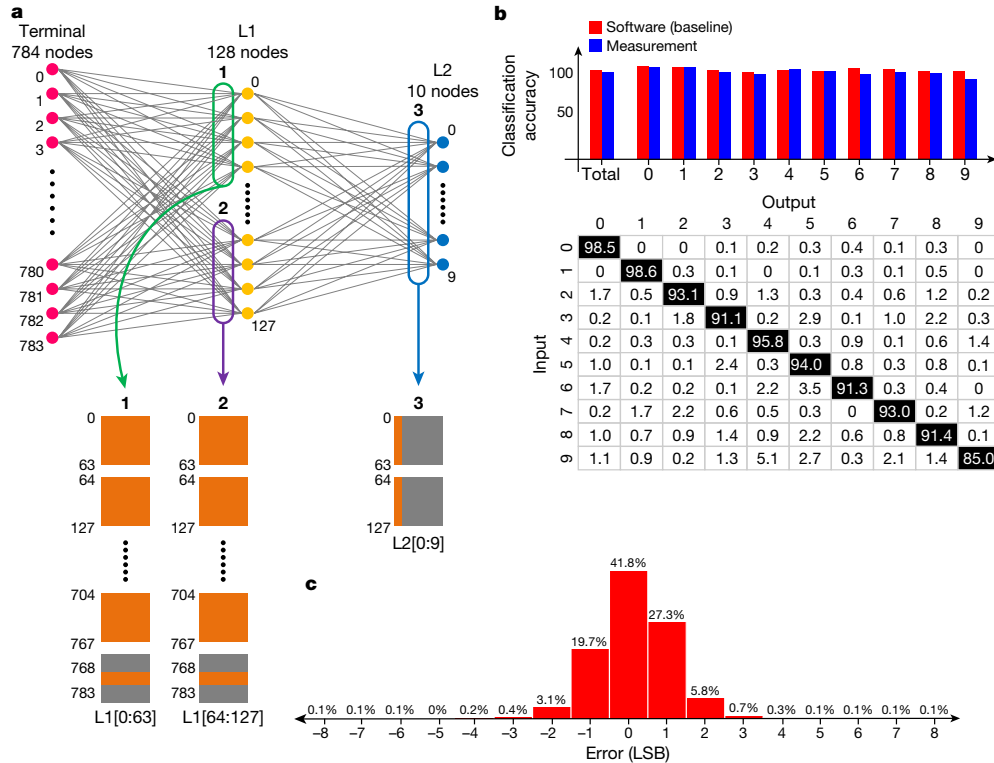 a
Terminal
784 nodes
0
1
2
3
780
781
782
783
L1
128 nodes
1
0
2
127
L2
10 nodes
3
0
9
1
0
63
64
127
704
767
768
783
L1[0:63]
2
0
63
64
127
704
767
768
783
L1[64:127]
3
0
63
64
127
L2[0:9]
b
Software (baseline)
Measurement
Classification
accuracy
100
50
Total 0 1 2 3 4 5 6 7 8 9
Output
0 1 2 3 4 5 6 7 8 9
Input
0 98.5 0 0 0.1 0.2 0.3 0.4 0.1 0.3 0
1 0 98.6 0.3 0.1 0 0.1 0.3 0.1 0.5 0
2 1.7 0.5 93.1 0.9 1.3 0.3 0.4 0.6 1.2 0.2
3 0.2 0.1 1.8 91.1 0.2 2.9 0.1 1.0 2.2 0.3
4 0.2 0.3 0.3 0.1 95.8 0.3 0.9 0.1 0.6 1.4
5 1.0 0.1 0.1 2.4 0.3 94.0 0.8 0.3 0.8 0.1
6 1.7 0.2 0.2 0.1 2.2 3.5 91.3 0.3 0.4 0
7 0.2 1.7 2.2 0.6 0.5 0.3 0 93.0 0.2 1.2
8 1.0 0.7 0.9 1.4 0.9 2.2 0.6 0.8 91.4 0.1
9 1.1 0.9 0.2 1.3 5.1 2.7 0.3 2.1 1.4 85.0
c
0.1% 0.1% 0.1% 0% 0.2% 0.4% 3.1% 19.7% 41.8% 27.3% 5.8% 0.7% 0.3% 0.1% 0.1% 0.1% 0.1%
−8 −7 −6 −5 −4 −3 −2 −1 0 1 2 3 4 5 6 7 8
Error (LSB)